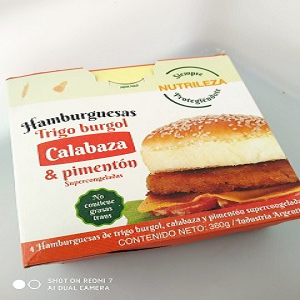 Siempre
NUTRILEZA
Protegiéndote
Hamburguesas
Trigo burgol
Calabaza
& pimentón
Supercongeladas
No
contiene
grasas
trans
4 Hamburguesas de trigo burgol, calabaza y pimentón supercongeladas
CONTENIDO NETO: 360g / Industria Argentina
SHOT ON REDMI 7
AI DUAL CAMERA